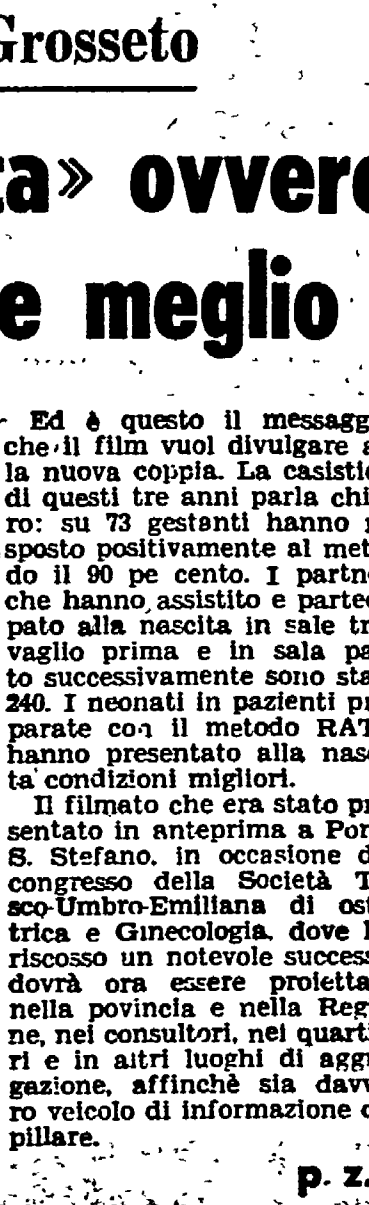 Grosseto
ta» ovvero
e meglio
Ed è questo il messagg
che il film vuol divulgare a
la nuova coppia. La casistic
di questi tre anni parla chi
ro: su 73 gestanti hanno r
sposto positivamente al met
do il 90 pe cento. I partne
che hanno assistito e partec
pato alla nascita in sale tr
vaglio prima e in sala pa
to successivamente sono sta
240. I neonati in pazienti pr
parate con il metodo RAT
hanno presentato alla nasc
ta condizioni migliori.
Il filmato che era stato pr
sentato in anteprima a Por
S. Stefano, in occasione d
congresso della Società T
sco-Umbro-Emiliana di ost
trica e Ginecologia, dove h
riscosso un notevole success
dovrà ora essere proietta
nella povincia e nella Reg
ne, nei consultori, nei quarti
ri e in altri luoghi di aggr
gazione, affinchè sia davv
ro veicolo di informazione c
pillare.
p. z.